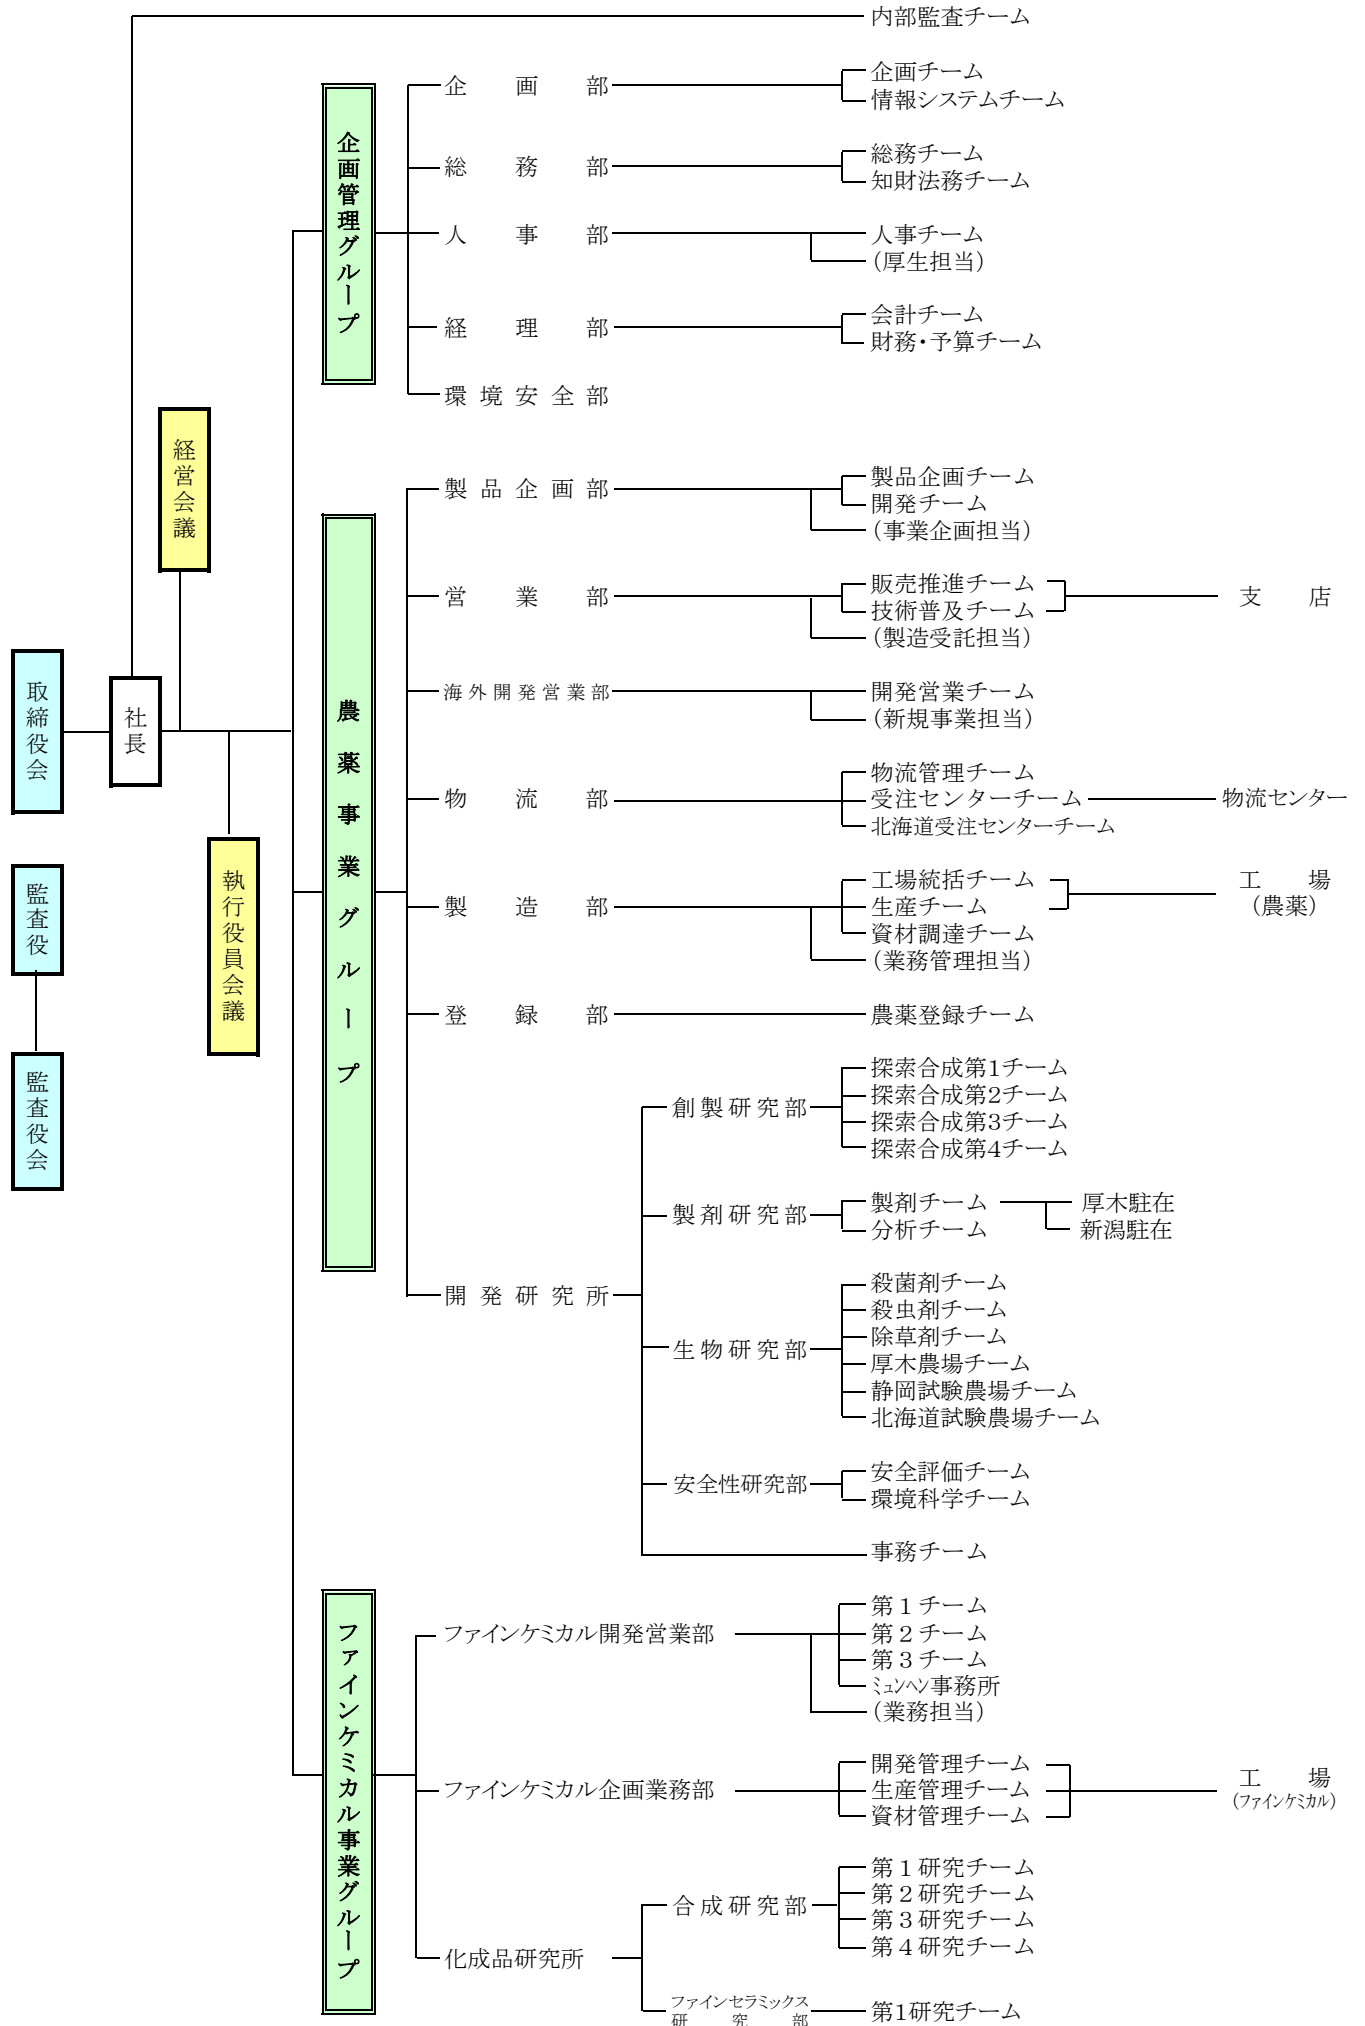 内部監査チーム
企画管理グループ
企画部
企画チーム
情報システムチーム
総務部
総務チーム
知財法務チーム
人事部
人事チーム
（厚生担当）
経理部
会計チーム
財務・予算チーム
環境安全部
取締役会
社長
経営会議
執行役員会議
監査役
監査役会
農薬事業グループ
製品企画部
製品企画チーム
開発チーム
（事業企画担当）
営業部
販売推進チーム
技術普及チーム
（製造受託担当）
支店
海外開発営業部
開発営業チーム
（新規事業担当）
物流部
物流管理チーム
受注センターチーム
物流センター
北海道受注センターチーム
製造部
工場統括チーム
生産チーム
資材調達チーム
（業務管理担当）
工場
（農薬）
登録部
農薬登録チーム
開発研究所
創製研究部
探索合成第1チーム
探索合成第2チーム
探索合成第3チーム
探索合成第4チーム
製剤研究部
製剤チーム
厚木駐在
分析チーム
新潟駐在
生物研究部
殺菌剤チーム
殺虫剤チーム
除草剤チーム
厚木農場チーム
静岡試験農場チーム
北海道試験農場チーム
安全性研究部
安全評価チーム
環境科学チーム
事務チーム
ファインケミカル事業グループ
ファインケミカル開発営業部
第１チーム
第２チーム
第３チーム
ﾐｭﾝﾍﾝ事務所
（業務担当）
ファインケミカル企画業務部
開発管理チーム
生産管理チーム
資材管理チーム
工場
（ファインケミカル）
化成品研究所
合成研究部
第１研究チーム
第２研究チーム
第３研究チーム
第４研究チーム
ファインセラミックス
研究部
第1研究チーム